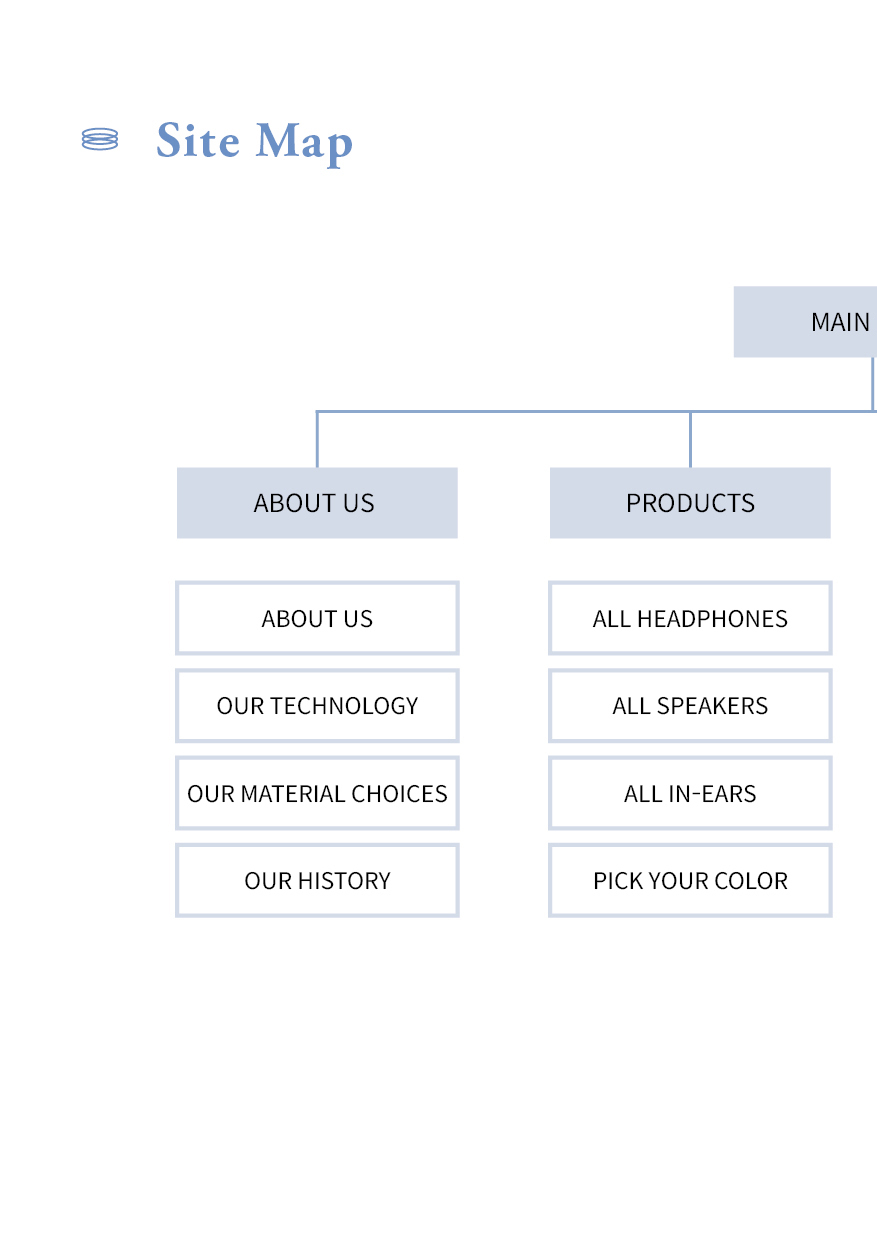 Site Map
MAIN
ABOUT US
PRODUCTS
ABOUT US
OUR TECHNOLOGY
OUR MATERIAL CHOICES
OUR HISTORY
ALL HEADPHONES
ALL SPEAKERS
ALL IN-EARS
PICK YOUR COLOR